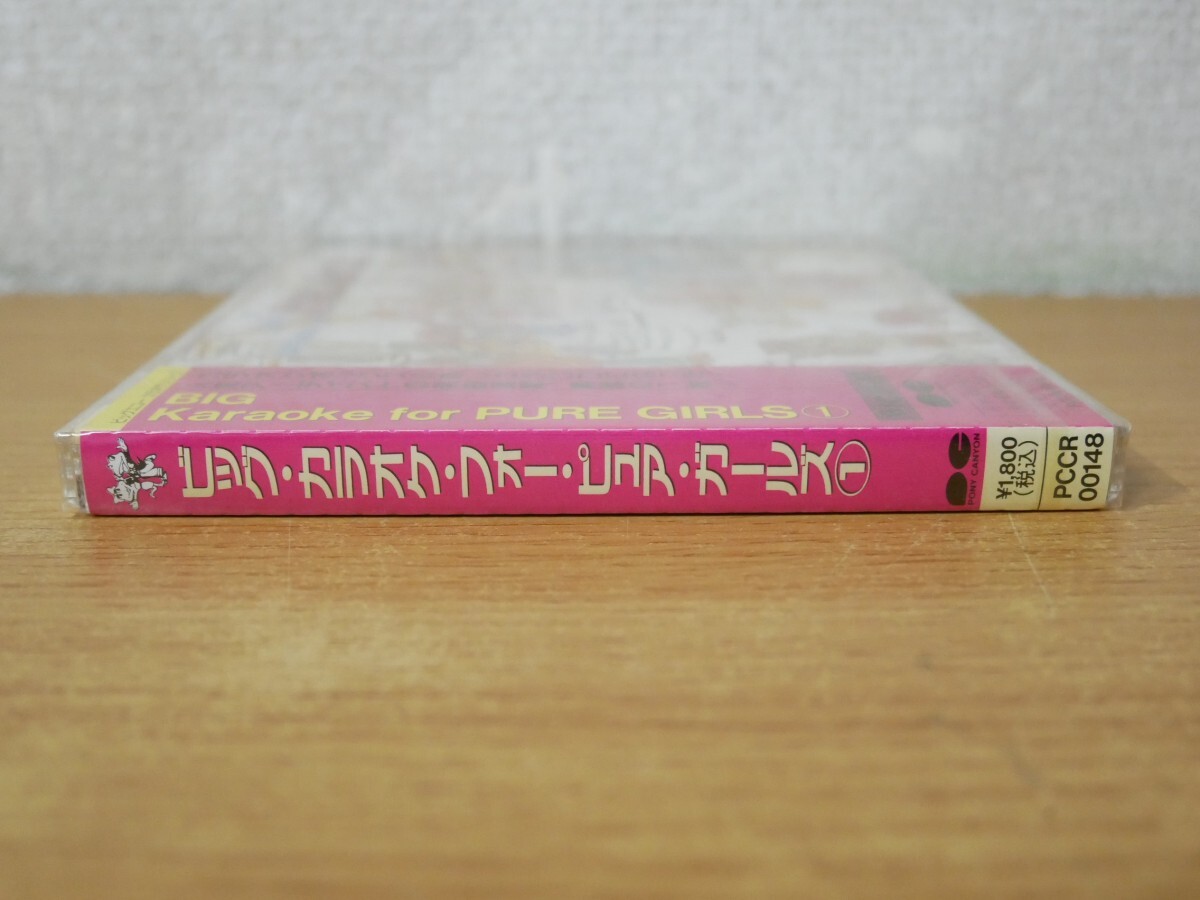 BIG
Karaoke for PURE GIRLS①
ビッグ・カラオケ・フォー・ピュア・ガールズ①
PONY CANYON
¥1,800
(税込)
PCCR
00148